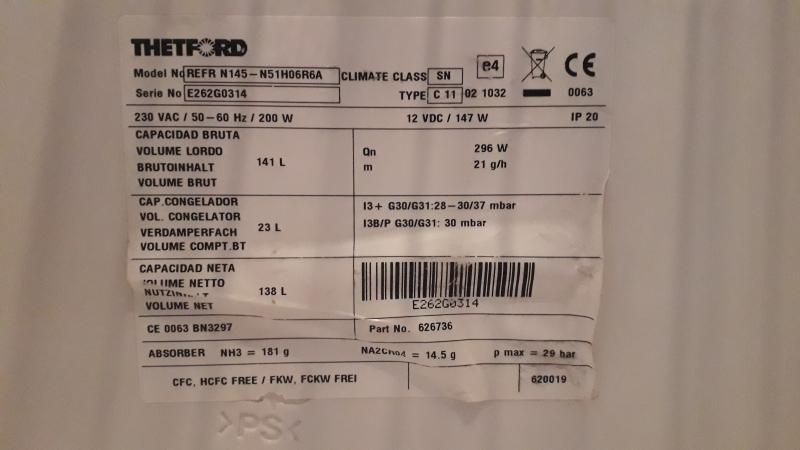 THETFORD
Model No REFR N145-N51H06R6A CLIMATE CLASS SN e4 CE
Serie No E262G0314 TYPE C 11 02 1032 0063
230 VAC / 50-60 Hz / 200 W 12 VDC / 147 W IP 20
CAPACIDAD BRUTA
VOLUME LORDO
BRUTOINHALT
VOLUME BRUT
141 L
Qn 296 W
m 21 g/h
CAP.CONGELADOR
VOL. CONGELATOR
VERDAMPERFACH
VOLUME COMPT.BT
23 L
I3+ G30/G31:28-30/37 mbar
I3B/P G30/G31: 30 mbar
CAPACIDAD NETA
VOLUME NETTO
VOLUME NET
138 L
E262G0314
CE 0063 BN3297 Part No. 626736
ABSORBER NH3 = 181 g = 14.5 g p max = 29 bar
CFC, HCFC FREE / FKW, FCKW FREI 620019
>PS<